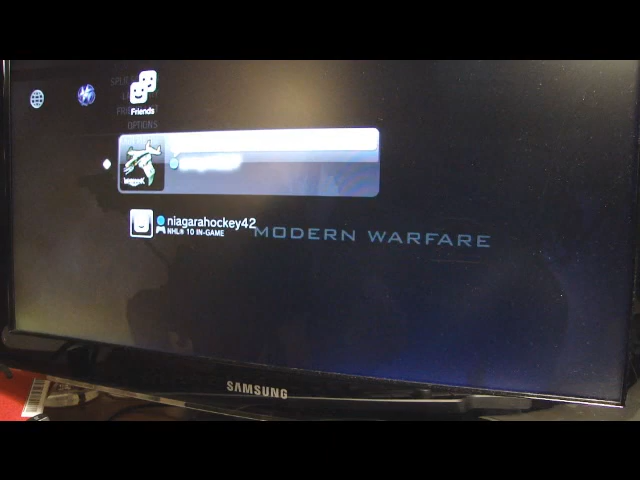 Friends
OPTIONS
niagarahockey42
NHL® 10 IN-GAME
MODERN WARFARE
SAMSUNG